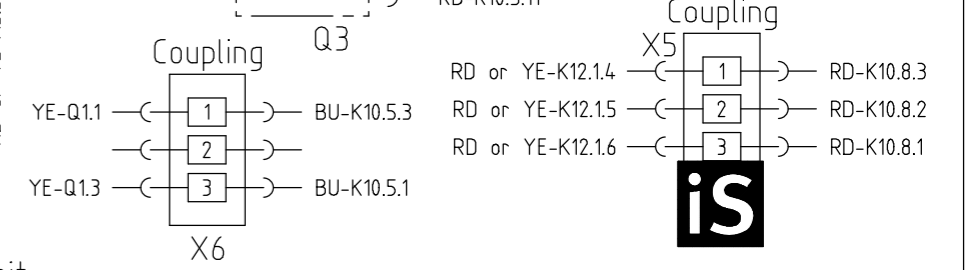 Coupling
Q3
Coupling
X5
RD or YE-K12.1.4 1 RD-K10.8.3
YE-Q1.1 1 BU-K10.5.3
RD or YE-K12.1.5 2 RD-K10.8.2
2
RD or YE-K12.1.6 3 RD-K10.8.1
YE-Q1.3 3 BU-K10.5.1
iS
X6